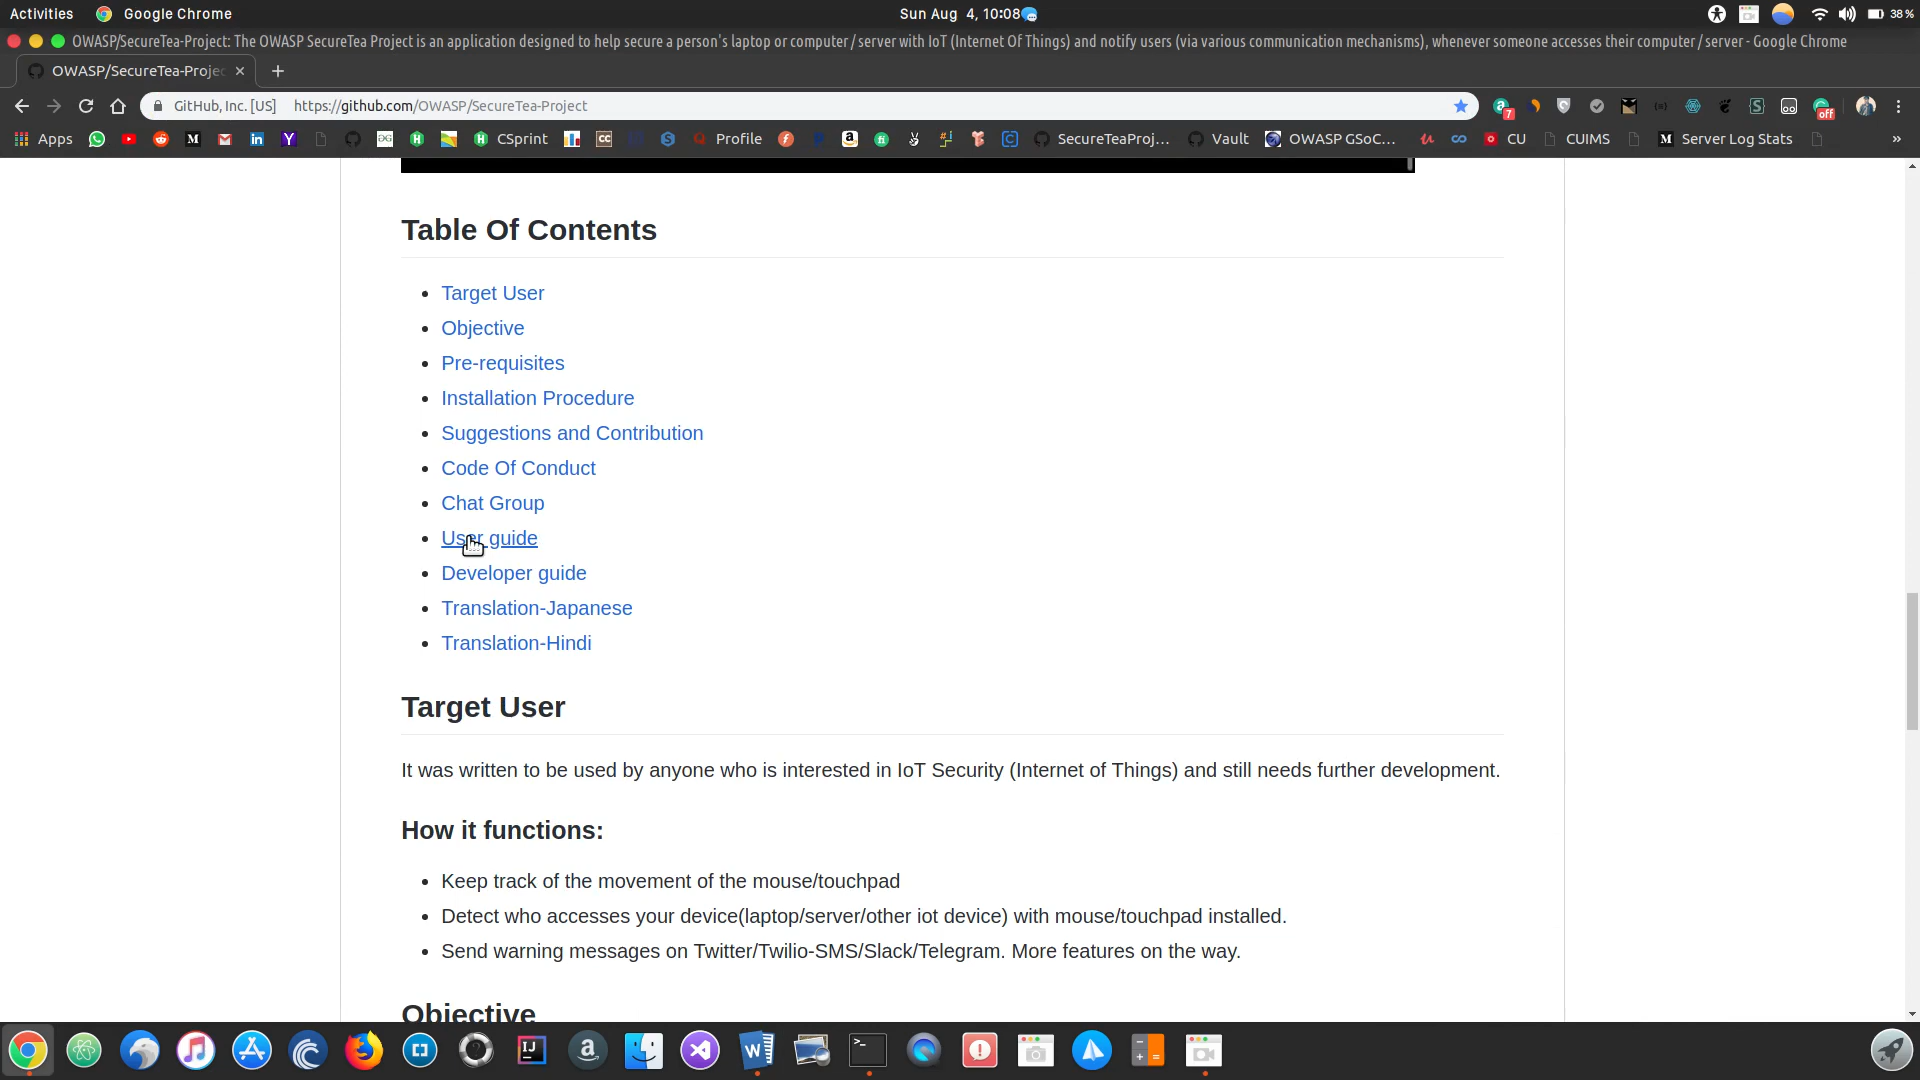 Activities
Google Chrome
Sun Aug 4, 10:08
38 %
OWASP/SecureTea-Project: The OWASP SecureTea Project is an application designed to help secure a person's laptop or computer / server with IoT (Internet Of Things) and notify users (via various communication mechanisms), whenever someone accesses their computer / server - Google Chrome
OWASP/SecureTea-Projec
GitHub, Inc. [US] https://github.com/OWASP/SecureTea-Project
7
off
Apps
CSprint
Profile
SecureTeaProj...
Vault
OWASP GSoC...
CU
CUIMS
Server Log Stats
»
Table Of Contents
Target User
Objective
Pre-requisites
Installation Procedure
Suggestions and Contribution
Code Of Conduct
Chat Group
User guide
Developer guide
Translation-Japanese
Translation-Hindi
Target User
It was written to be used by anyone who is interested in IoT Security (Internet of Things) and still needs further development.
How it functions:
Keep track of the movement of the mouse/touchpad
Detect who accesses your device(laptop/server/other iot device) with mouse/touchpad installed.
Send warning messages on Twitter/Twilio-SMS/Slack/Telegram. More features on the way.
Objective